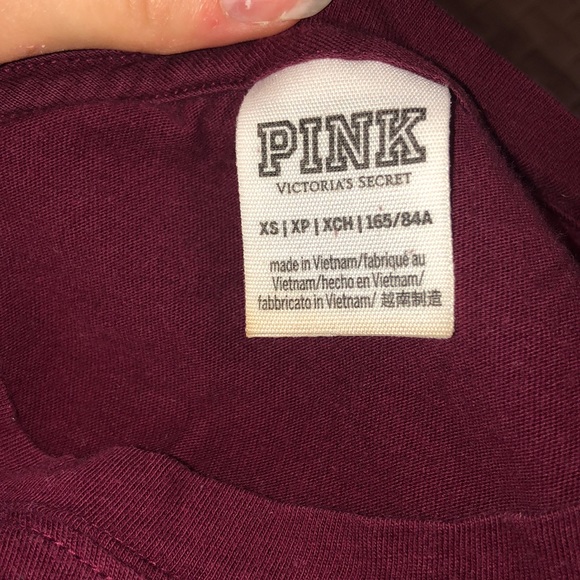 PINK
VICTORIA'S SECRET
XS | XP | XCH | 165/84A
made in Vietnam/fabriqué au
Vietnam/hecho en Vietnam/
fabbricato in Vietnam/ 越南制造